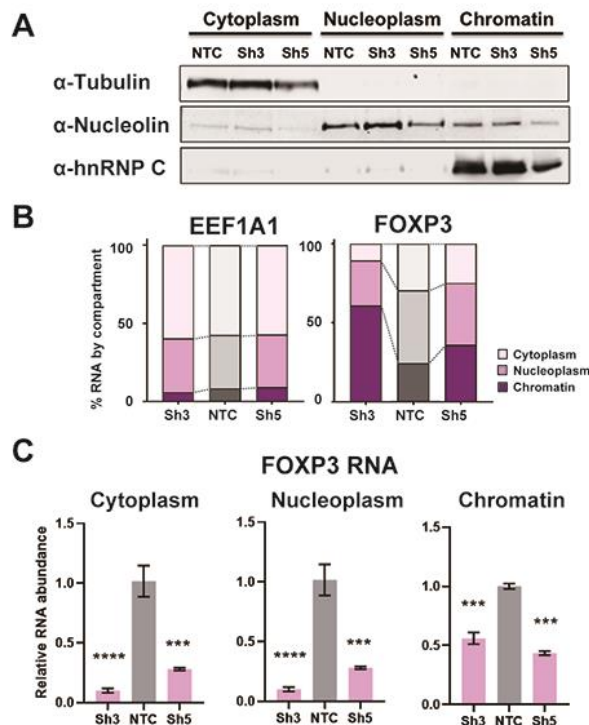 A
Cytoplasm Nucleoplasm Chromatin
NTC Sh3 Sh5 NTC Sh3 Sh5 NTC Sh3 Sh5
α-Tubulin
α-Nucleolin
α-hnRNP C
B
EEF1A1 FOXP3
% RNA by compartment
100 100
50 50
0 0
Sh3 NTC Sh5 Sh3 NTC Sh5
Cytoplasm
Nucleoplasm
Chromatin
C
FOXP3 RNA
Cytoplasm Nucleoplasm Chromatin
Relative RNA abundance
1.5 1.5 1.5
1.0 1.0 1.0
0.5 0.5 0.5
0.0 0.0 0.0
**** *** **** *** *** ***
Sh3 NTC Sh5 Sh3 NTC Sh5 Sh3 NTC Sh5